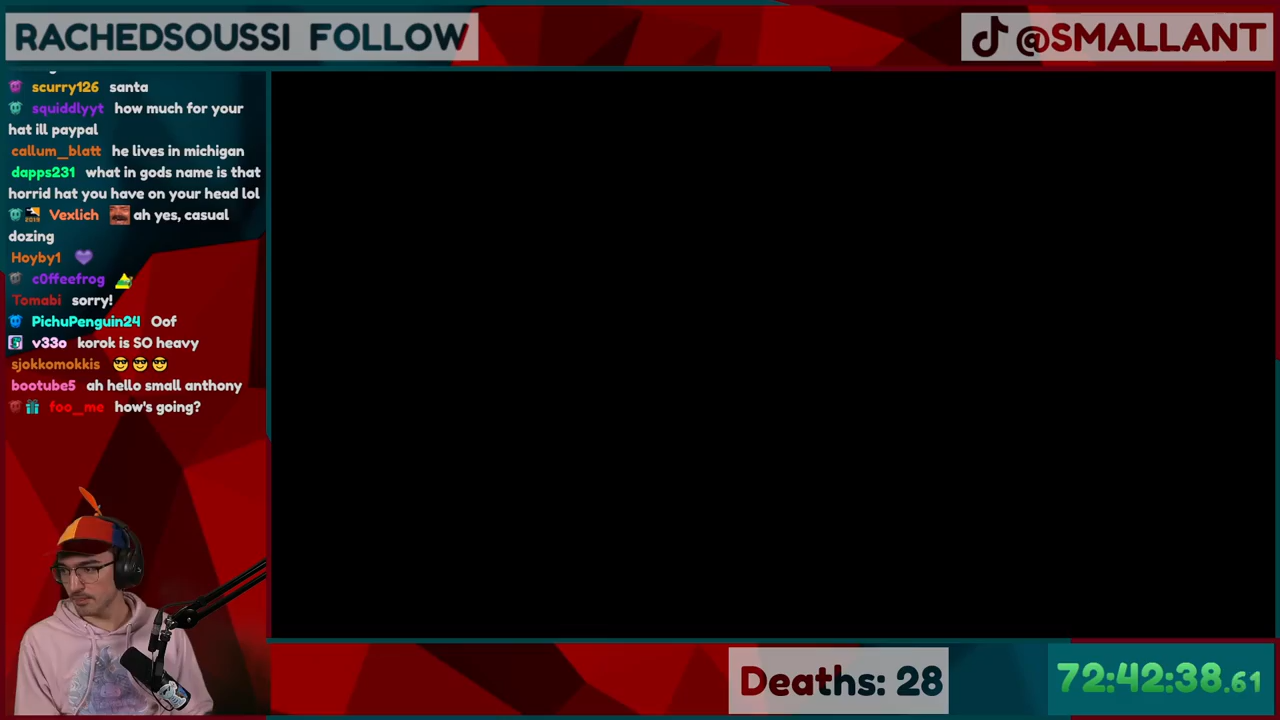 RACHEDSOUSSI FOLLOW
@SMALLANT
scurry126 santa
squiddlyyt how much for your
hat ill paypal
callum_blatt he lives in michigan
dapps231 what in gods name is that
horrid hat you have on your head lol
Vexlich ah yes, casual
dozing
Hoyby1 💜
c0ffeefrog
Tomabi sorry!
PichuPenguin24 Oof
v33o korok is SO heavy
sjokkomokkis 😎 😎 😎
bootube5 ah hello small anthony
foo_me how's going?
Deaths: 28
72:42:38.61